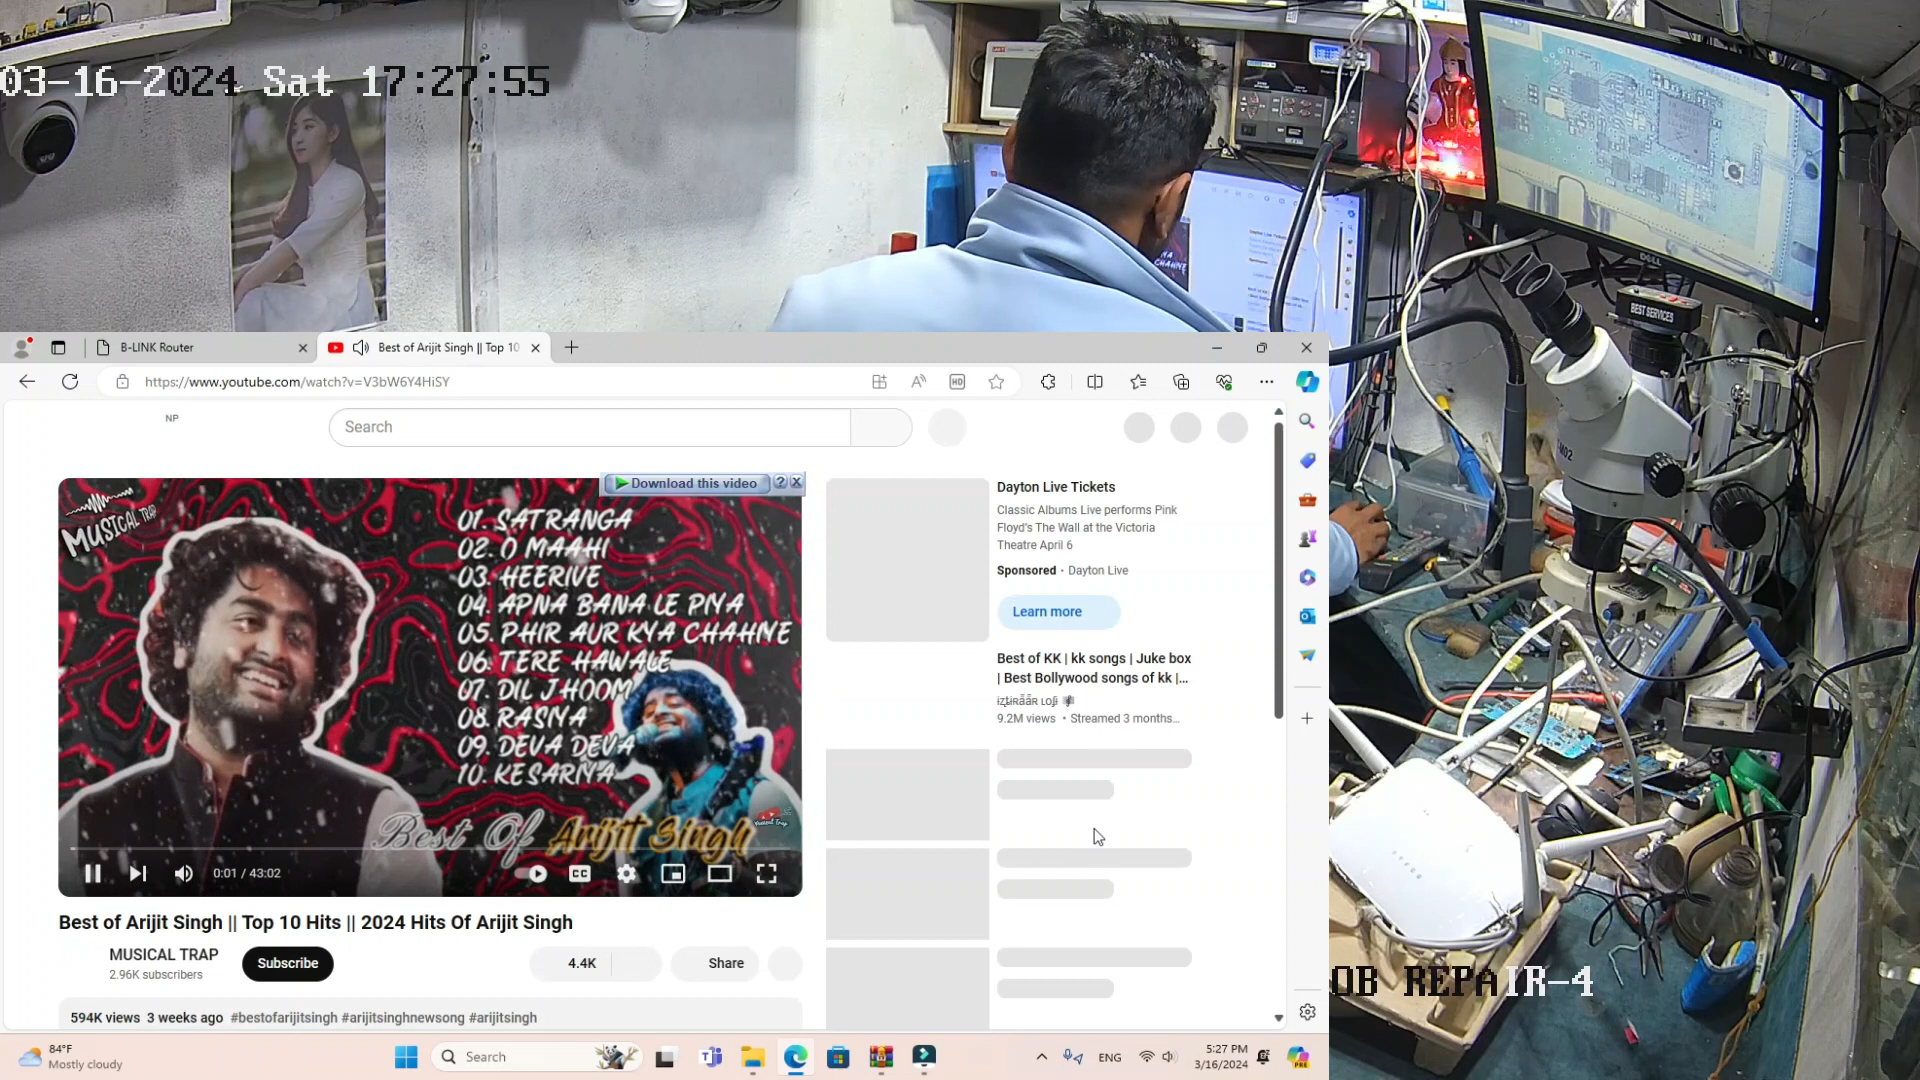 03-16-2024 Sat 17:27:55
BEST SERVICES
DELL
B-LINK Router
Best of Arijit Singh || Top 10
https://www.youtube.com/watch?v=V3bW6Y4HiSY
HD
NP
Search
Download this video
?
X
MUSICAL TRAP
01. SATRANGA
02. O MAAHI
03. HEERIYE
04. APNA BANA LE PIYA
05. PHIR AUR KYA CHAHIYE
06. TERE HAWALE
07. DIL JHOOM
08. RASIYA
09. DEVA DEVA
10. KESARIYA
Best Of Arijit Singh
0:01 / 43:02
CC
Best of Arijit Singh || Top 10 Hits || 2024 Hits Of Arijit Singh
MUSICAL TRAP
2.96K subscribers
Subscribe
4.4K
Share
594K views 3 weeks ago #bestofarijitsingh #arijitsinghnewsong #arijitsingh
Dayton Live Tickets
Classic Albums Live performs Pink
Floyd's The Wall at the Victoria
Theatre April 6
Sponsored · Dayton Live
Learn more
Best of KK | kk songs | Juke box
| Best Bollywood songs of kk |...
9.2M views · Streamed 3 months...
OB REPAIR-4
84°F
Mostly cloudy
Search
ENG
5:27 PM
3/16/2024
PRE